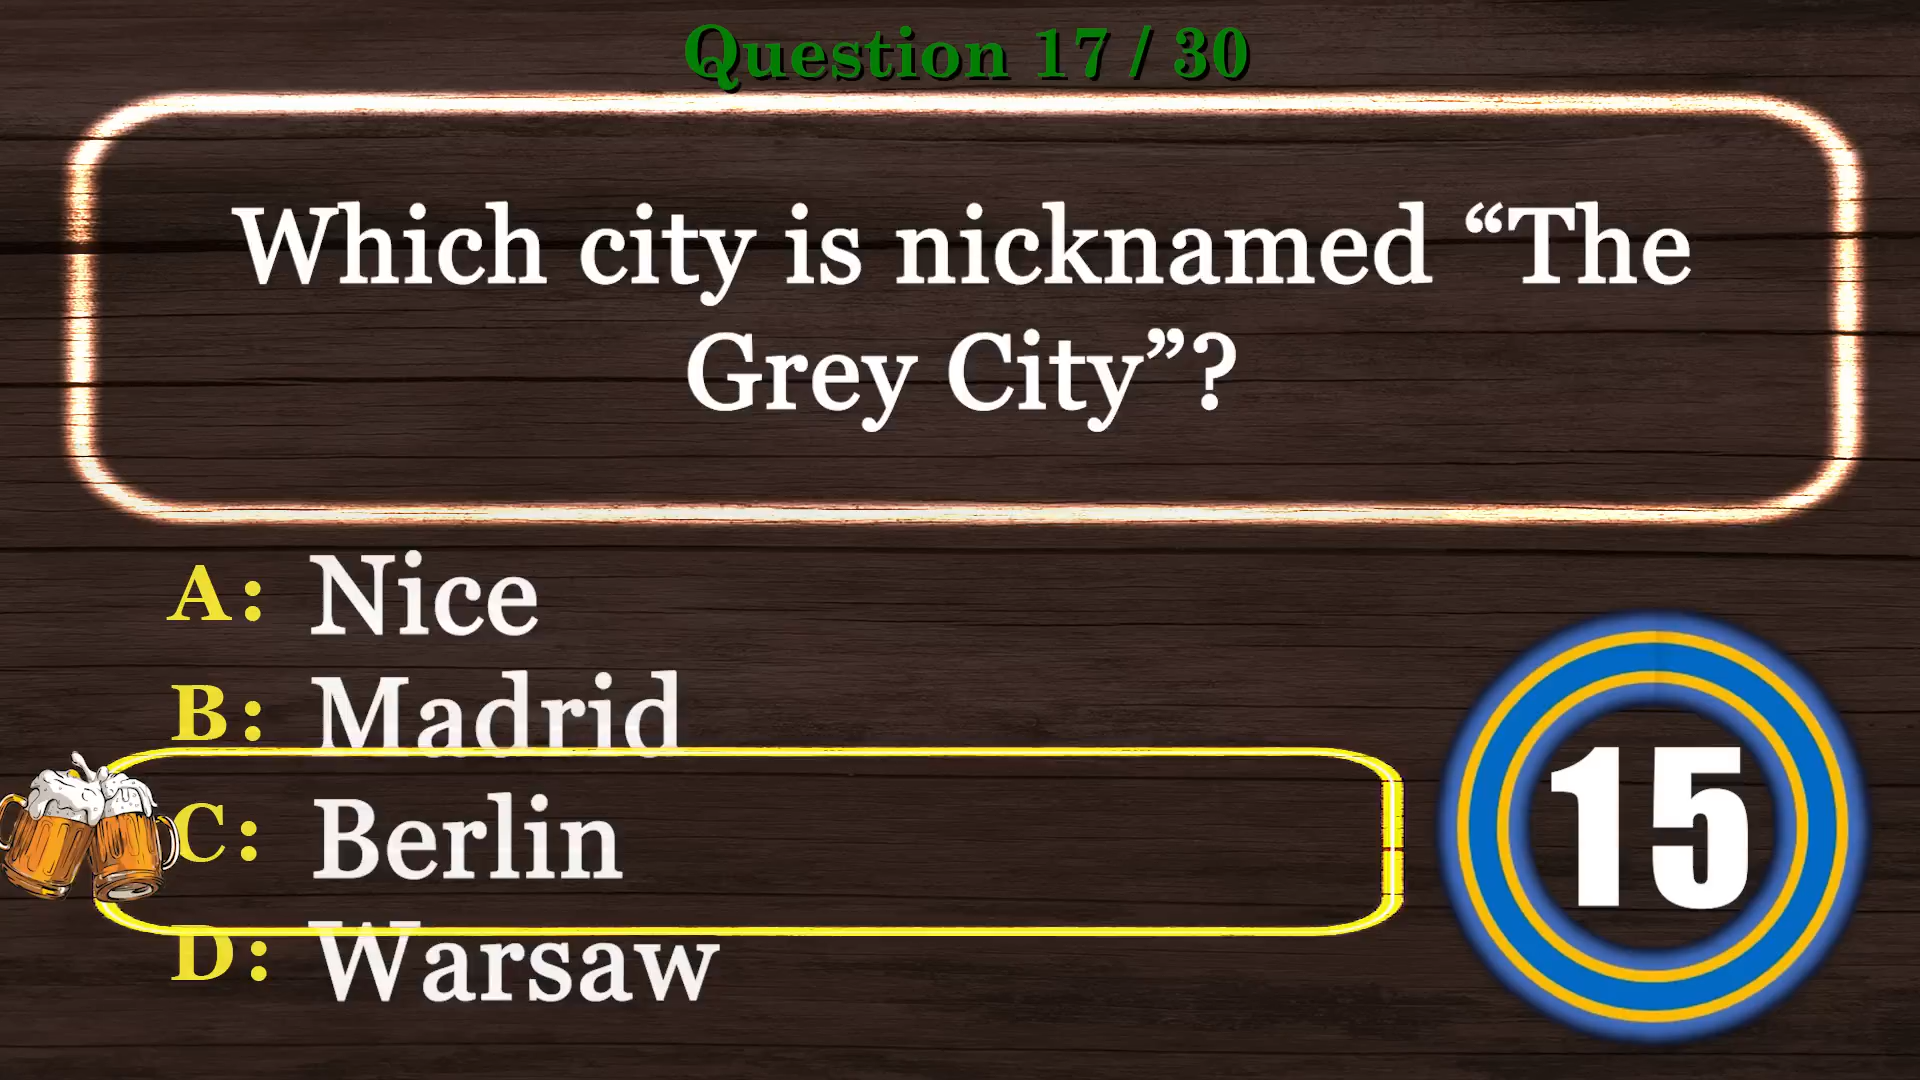 Question 17 / 30
Which city is nicknamed “The
Grey City”?
A: Nice
B: Madrid
C: Berlin
D: Warsaw
15